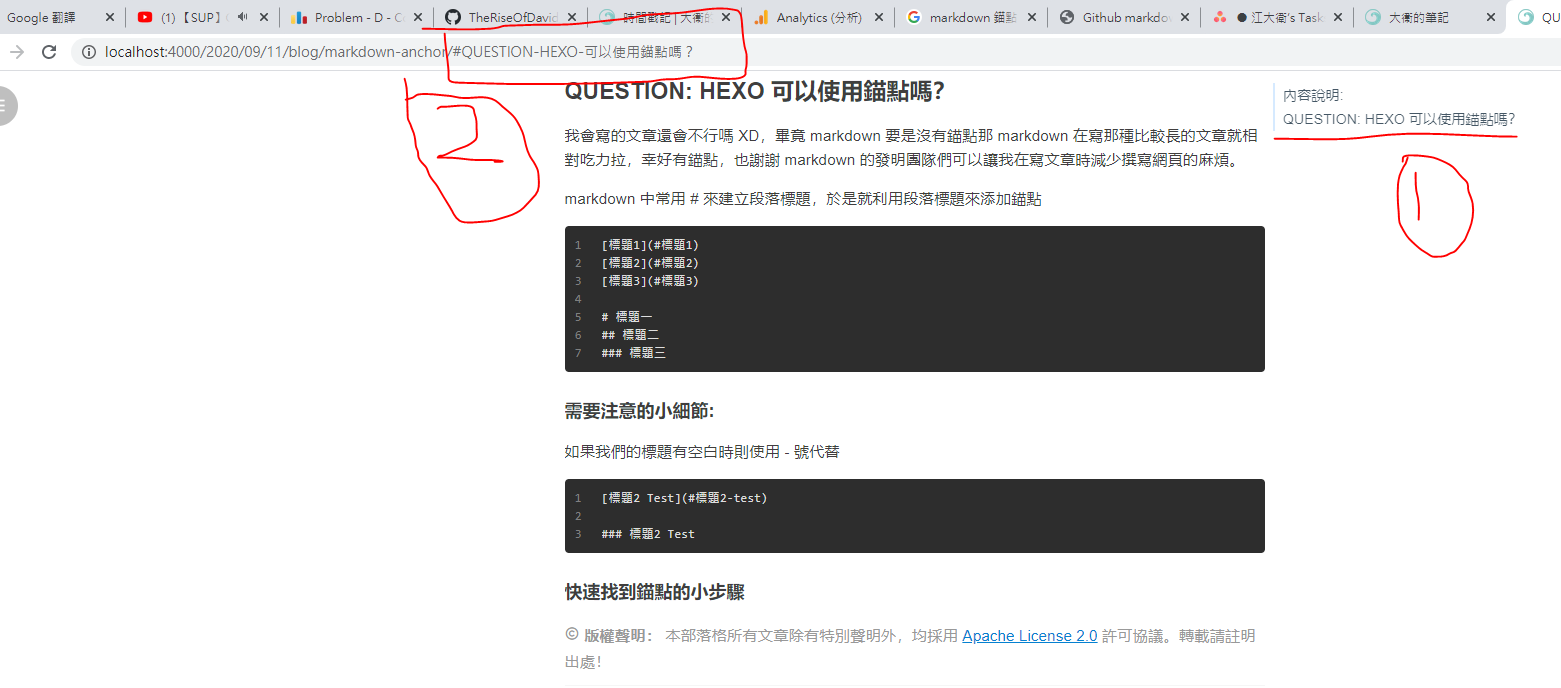 Google 翻譯
(1)【SUP】
Problem - D - C
TheRiseOfDavid
時間戳記 | 大衛的
Analytics (分析)
markdown 錨點
Github markdo
● 江大衛's Task
大衛的筆記
QU
localhost:4000/2020/09/11/blog/markdown-anchor/#QUESTION-HEXO-可以使用錨點嗎？
2
QUESTION: HEXO 可以使用錨點嗎？
我會寫的文章還會不行嗎 XD，畢竟 markdown 要是沒有錨點那 markdown 在寫那種比較長的文章就相
對吃力拉，幸好有錨點，也謝謝 markdown 的發明團隊們可以讓我在寫文章時減少撰寫網頁的麻煩。
markdown 中常用 # 來建立段落標題，於是就利用段落標題來添加錨點
1 [標題1](#標題1)
2 [標題2](#標題2)
3 [標題3](#標題3)
4
5 # 標題一
6 ## 標題二
7 ### 標題三
需要注意的小細節:
如果我們的標題有空白時則使用 - 號代替
1 [標題2 Test](#標題2-test)
2
3 ### 標題2 Test
快速找到錨點的小步驟
© 版權聲明： 本部落格所有文章除有特別聲明外，均採用 Apache License 2.0 許可協議。轉載請註明
出處！
內容說明:
QUESTION: HEXO 可以使用錨點嗎？
1